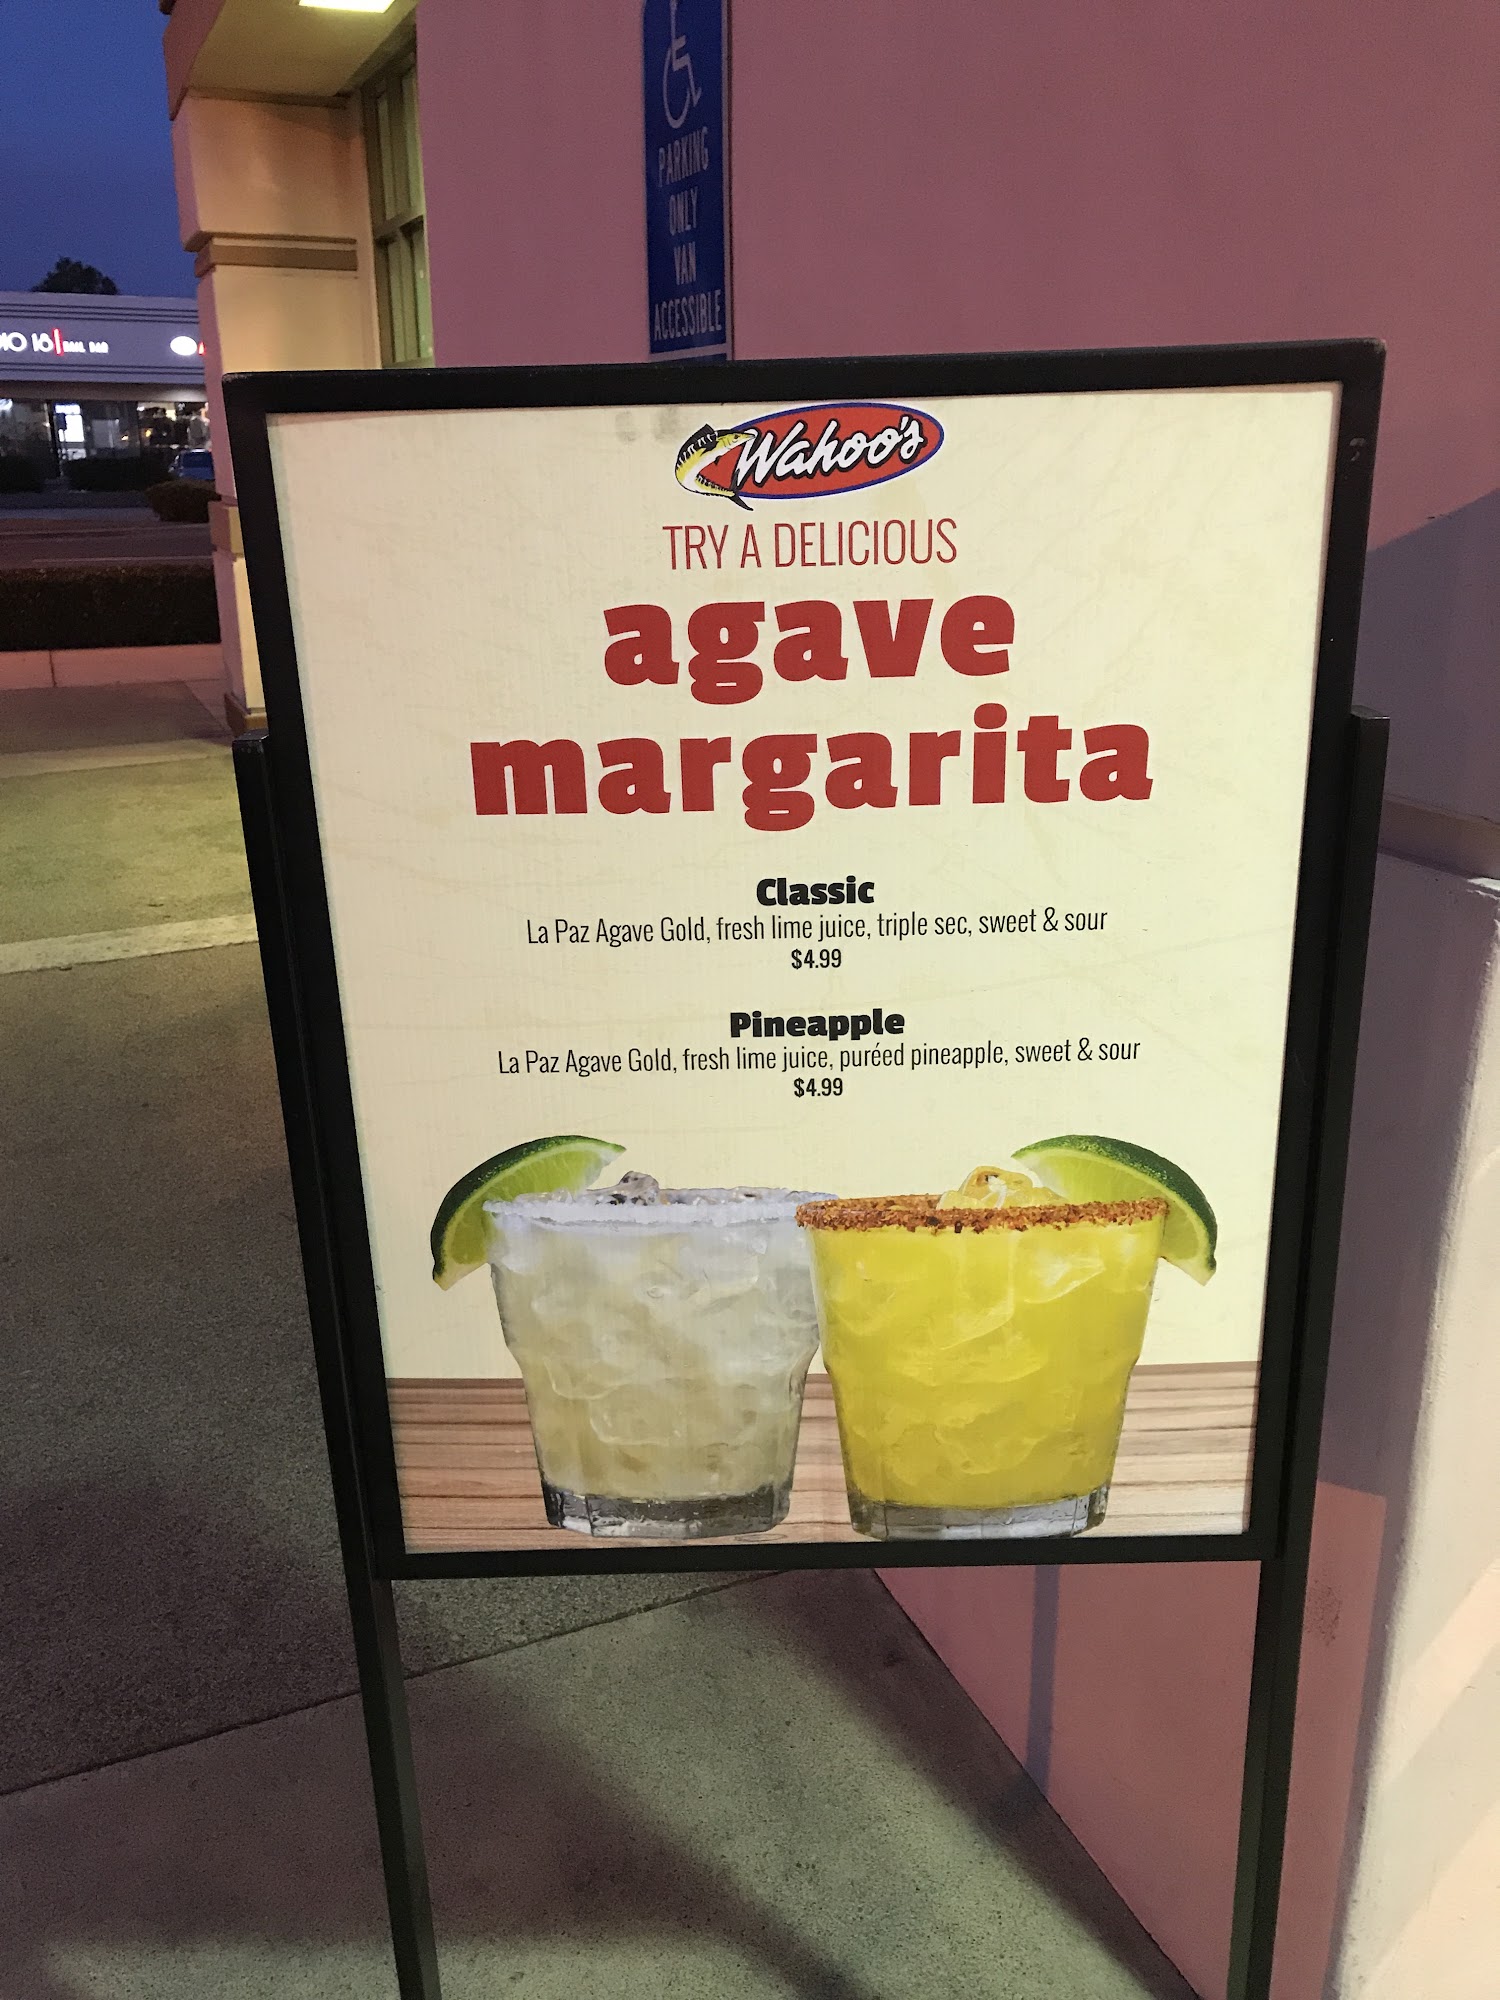 PARKING
ONLY
VAN
ACCESSIBLE
Wahoo's
TRY A DELICIOUS
agave
margarita
Classic
La Paz Agave Gold, fresh lime juice, triple sec, sweet & sour
$4.99
Pineapple
La Paz Agave Gold, fresh lime juice, puréed pineapple, sweet & sour
$4.99